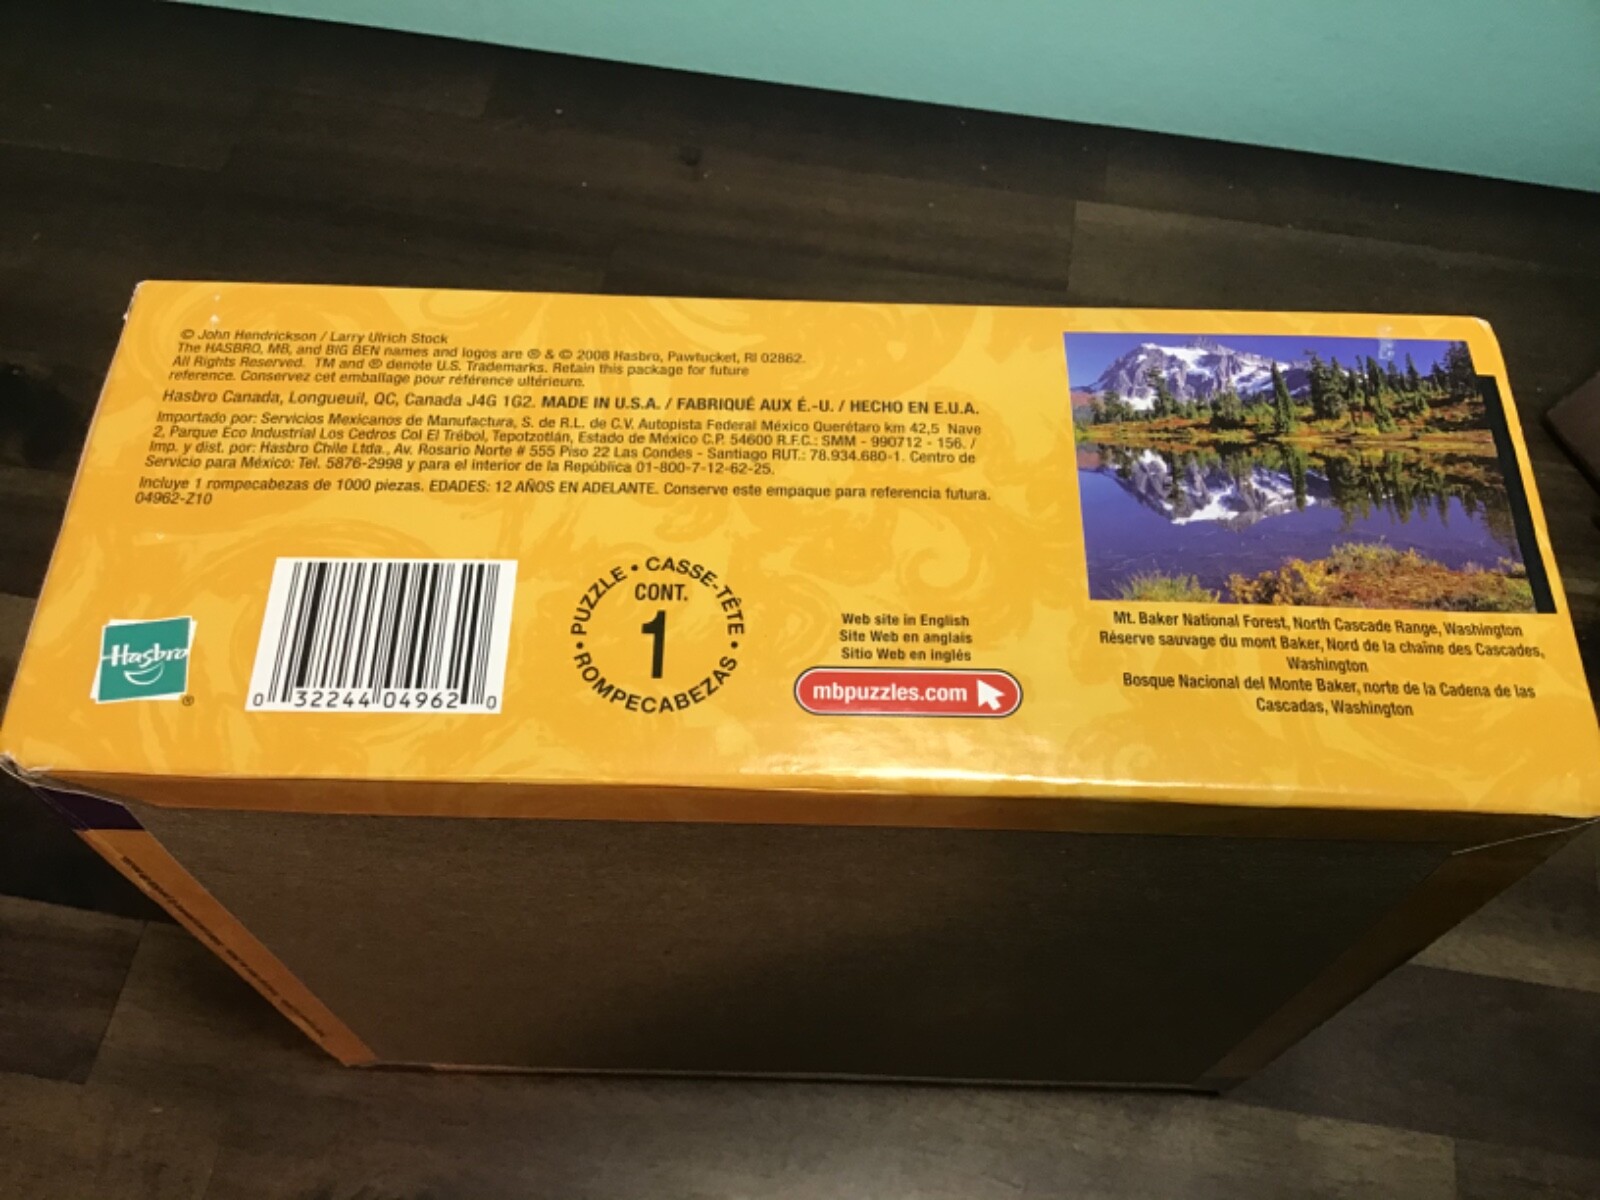 © John Hendrickson / Larry Ulrich Stock
The HASBRO, MB, and BIG BEN names and logos are ® & © 2008 Hasbro, Pawtucket, RI 02862.
All Rights Reserved. TM and ® denote U.S. Trademarks. Retain this package for future
reference. Conservez cet emballage pour référence ultérieure.
Hasbro Canada, Longueuil, QC, Canada J4G 1G2. MADE IN U.S.A. / FABRIQUÉ AUX É.-U. / HECHO EN E.U.A.
Importado por: Servicios Mexicanos de Manufactura, S. de R.L. de C.V. Autopista Federal México Querétaro km 42,5 Nave
2, Parque Eco Industrial Los Cedros Col El Trébol, Tepotzotlán, Estado de México C.P. 54600 R.F.C.: SMM - 990712 - 156. /
Imp. y dist. por: Hasbro Chile Ltda., Av. Rosario Norte # 555 Piso 22 Las Condes - Santiago RUT.: 78.934.680-1. Centro de
Servicio para México: Tel. 5876-2998 y para el interior de la República 01-800-7-12-62-25.
Incluye 1 rompecabezas de 1000 piezas. EDADES: 12 AÑOS EN ADELANTE. Conserve este empaque para referencia futura.
04962-Z10
Hasbro
®
0 32244 04962 0
PUZZLE • CASSE-TÊTE • ROMPECABEZAS •
CONT.
1
Web site in English
Site Web en anglais
Sitio Web en inglés
mbpuzzles.com
Mt. Baker National Forest, North Cascade Range, Washington
Réserve sauvage du mont Baker, Nord de la chaîne des Cascades,
Washington
Bosque Nacional del Monte Baker, norte de la Cadena de las
Cascadas, Washington